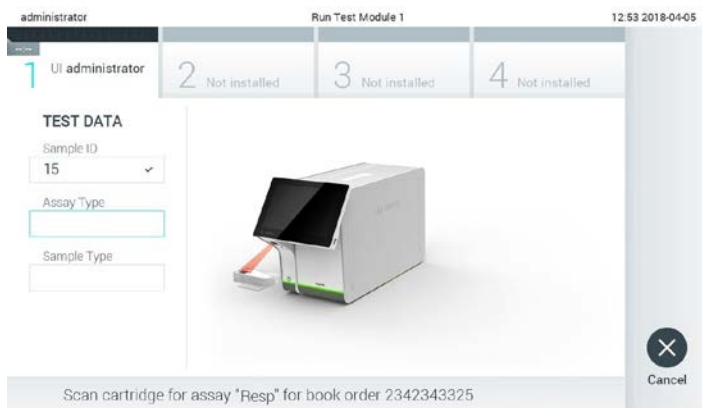 administrator Run Test Module 1 12:53 2018-04-05
1 UI administrator 2 Not installed 3 Not installed 4 Not installed
TEST DATA
Sample ID
15
Assay Type
Sample Type
Cancel
Scan cartridge for assay "Resp" for book order 2342343325